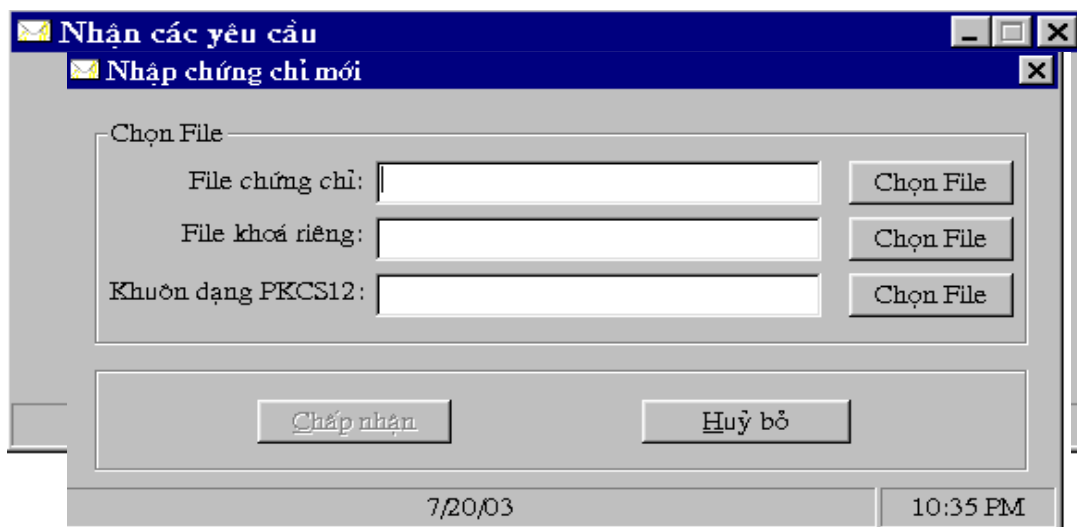 Nhận các yêu cầu
Nhập chứng chỉ mới
Chọn File
File chứng chỉ: Chọn File
File khoá riêng: Chọn File
Khuôn dạng PKCS12: Chọn File
Chấp nhận Huỷ bỏ
7/20/03 10:35 PM